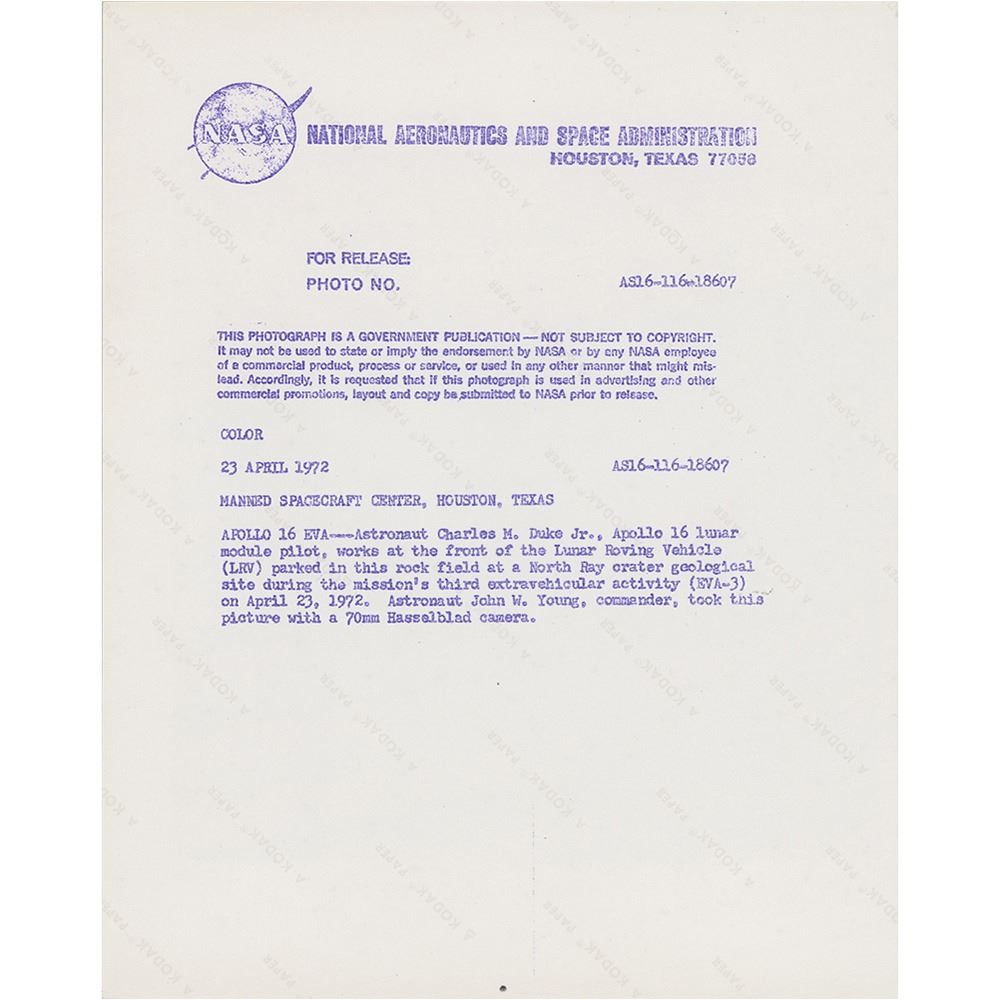 NASA
NATIONAL AERONAUTICS AND SPACE ADMINISTRATION
HOUSTON, TEXAS 77058
FOR RELEASE:
PHOTO NO.
AS16-116-18607
THIS PHOTOGRAPH IS A GOVERNMENT PUBLICATION — NOT SUBJECT TO COPYRIGHT.
It may not be used to state or imply the endorsement by NASA or by any NASA employee
of a commercial product, process or service, or used in any other manner that might mis-
lead. Accordingly, it is requested that if this photograph is used in advertising and other
commercial promotions, layout and copy be submitted to NASA prior to release.
COLOR
23 APRIL 1972
AS16-116-18607
MANNED SPACECRAFT CENTER, HOUSTON, TEXAS
APOLLO 16 EVA---Astronaut Charles M. Duke Jr., Apollo 16 lunar
module pilot, works at the front of the Lunar Roving Vehicle
(LRV) parked in this rock field at a North Ray crater geological
site during the mission's third extravehicular activity (EVA-3)
on April 23, 1972. Astronaut John W. Young, commander, took this
picture with a 70mm Hasselblad camera.
A KODAK® PAPER